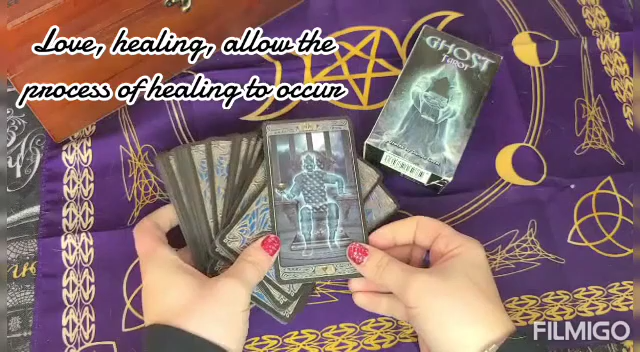 Love, healing, allow the
process of healing to occur
GHOST
TAROT
FILMIGO